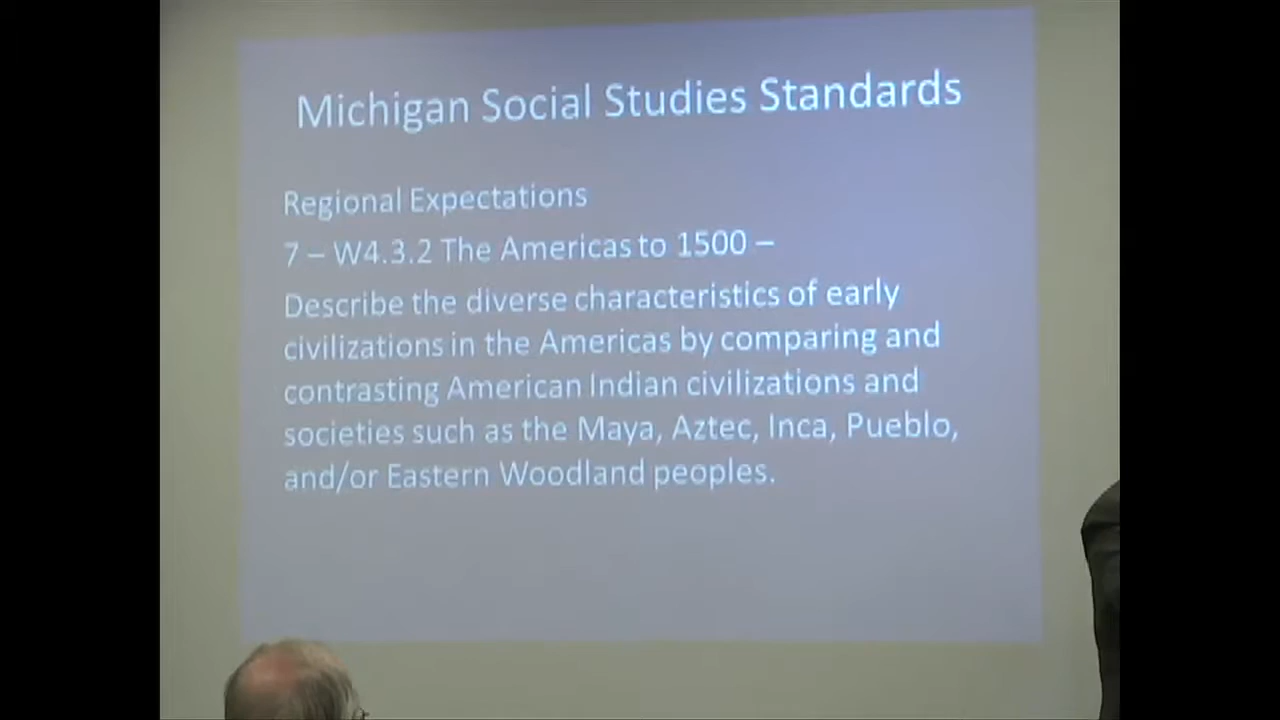 Michigan Social Studies Standards
Regional Expectations
7 – W4.3.2 The Americas to 1500 –
Describe the diverse characteristics of early
civilizations in the Americas by comparing and
contrasting American Indian civilizations and
societies such as the Maya, Aztec, Inca, Pueblo,
and/or Eastern Woodland peoples.